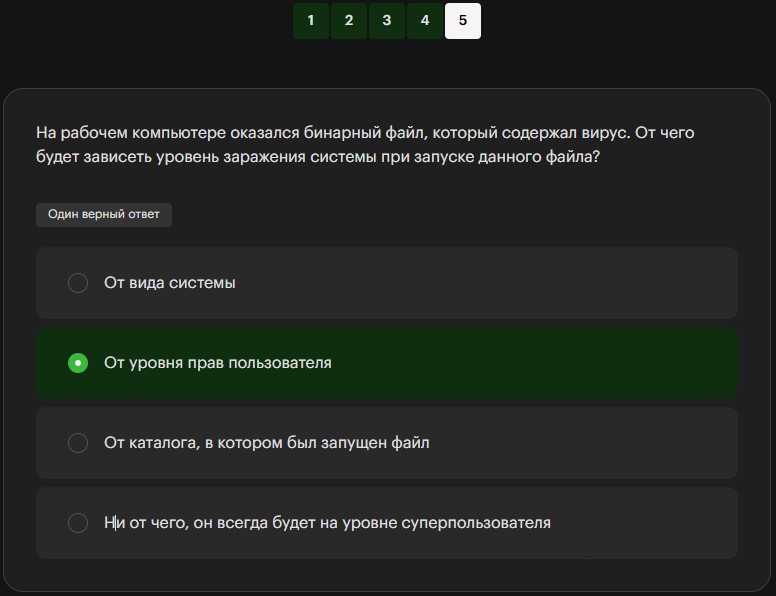 1 2 3 4 5
На рабочем компьютере оказался бинарный файл, который содержал вирус. От чего
будет зависеть уровень заражения системы при запуске данного файла?
Один верный ответ
От вида системы
От уровня прав пользователя
От каталога, в котором был запущен файл
Ни от чего, он всегда будет на уровне суперпользователя